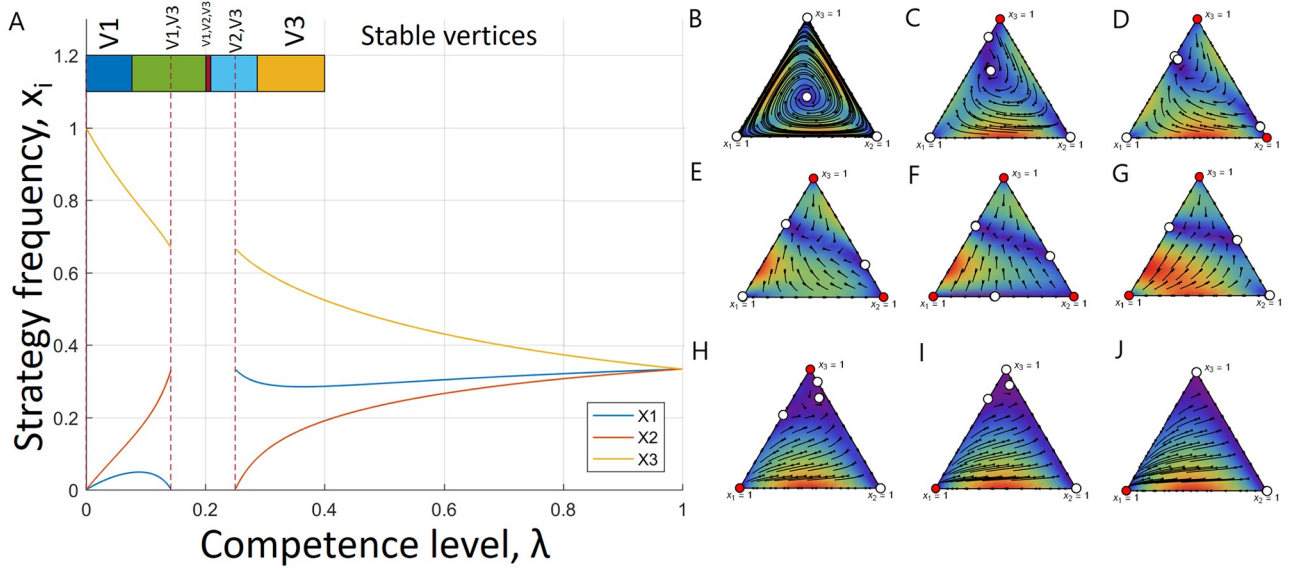 A
V1
V1,V3
V1,V2,V3
V2,V3
V3
Stable vertices
Strategy frequency, xi
1.2
1
0.8
0.6
0.4
0.2
0
0
0.2
0.4
0.6
0.8
1
Competence level, λ
X1
X2
X3
B
x3 = 1
x1 = 1
x2 = 1
C
x3 = 1
x1 = 1
x2 = 1
D
x3 = 1
x1 = 1
x2 = 1
E
x3 = 1
x1 = 1
x2 = 1
F
x3 = 1
x1 = 1
x2 = 1
G
x3 = 1
x1 = 1
x2 = 1
H
x3 = 1
x1 = 1
x2 = 1
I
x3 = 1
x1 = 1
x2 = 1
J
x3 = 1
x1 = 1
x2 = 1